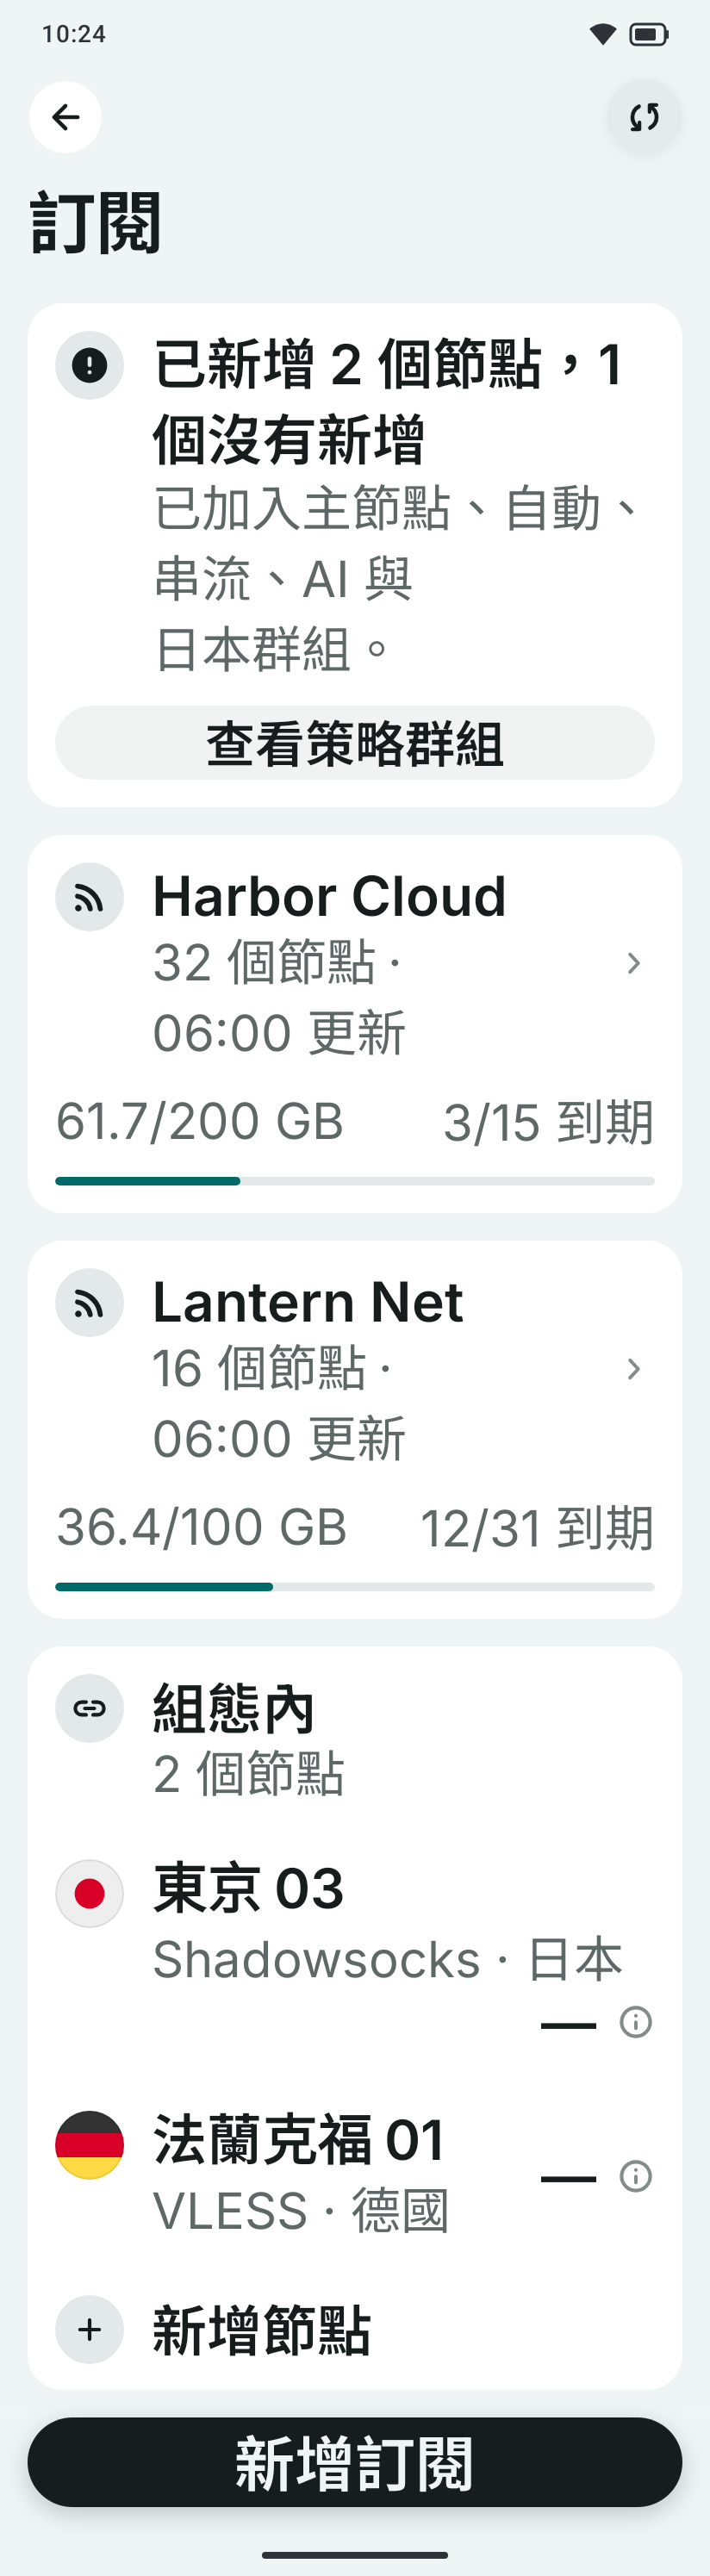 10:24
訂閱
已新增 2 個節點，1
個沒有新增
已加入主節點、自動、
串流、AI 與
日本群組。
查看策略群組
Harbor Cloud
32 個節點 ·
06:00 更新
61.7/200 GB
3/15 到期
Lantern Net
16 個節點 ·
06:00 更新
36.4/100 GB
12/31 到期
組態內
2 個節點
東京 03
Shadowsocks · 日本
—
法蘭克福 01
VLESS · 德國
—
新增節點
新增訂閱